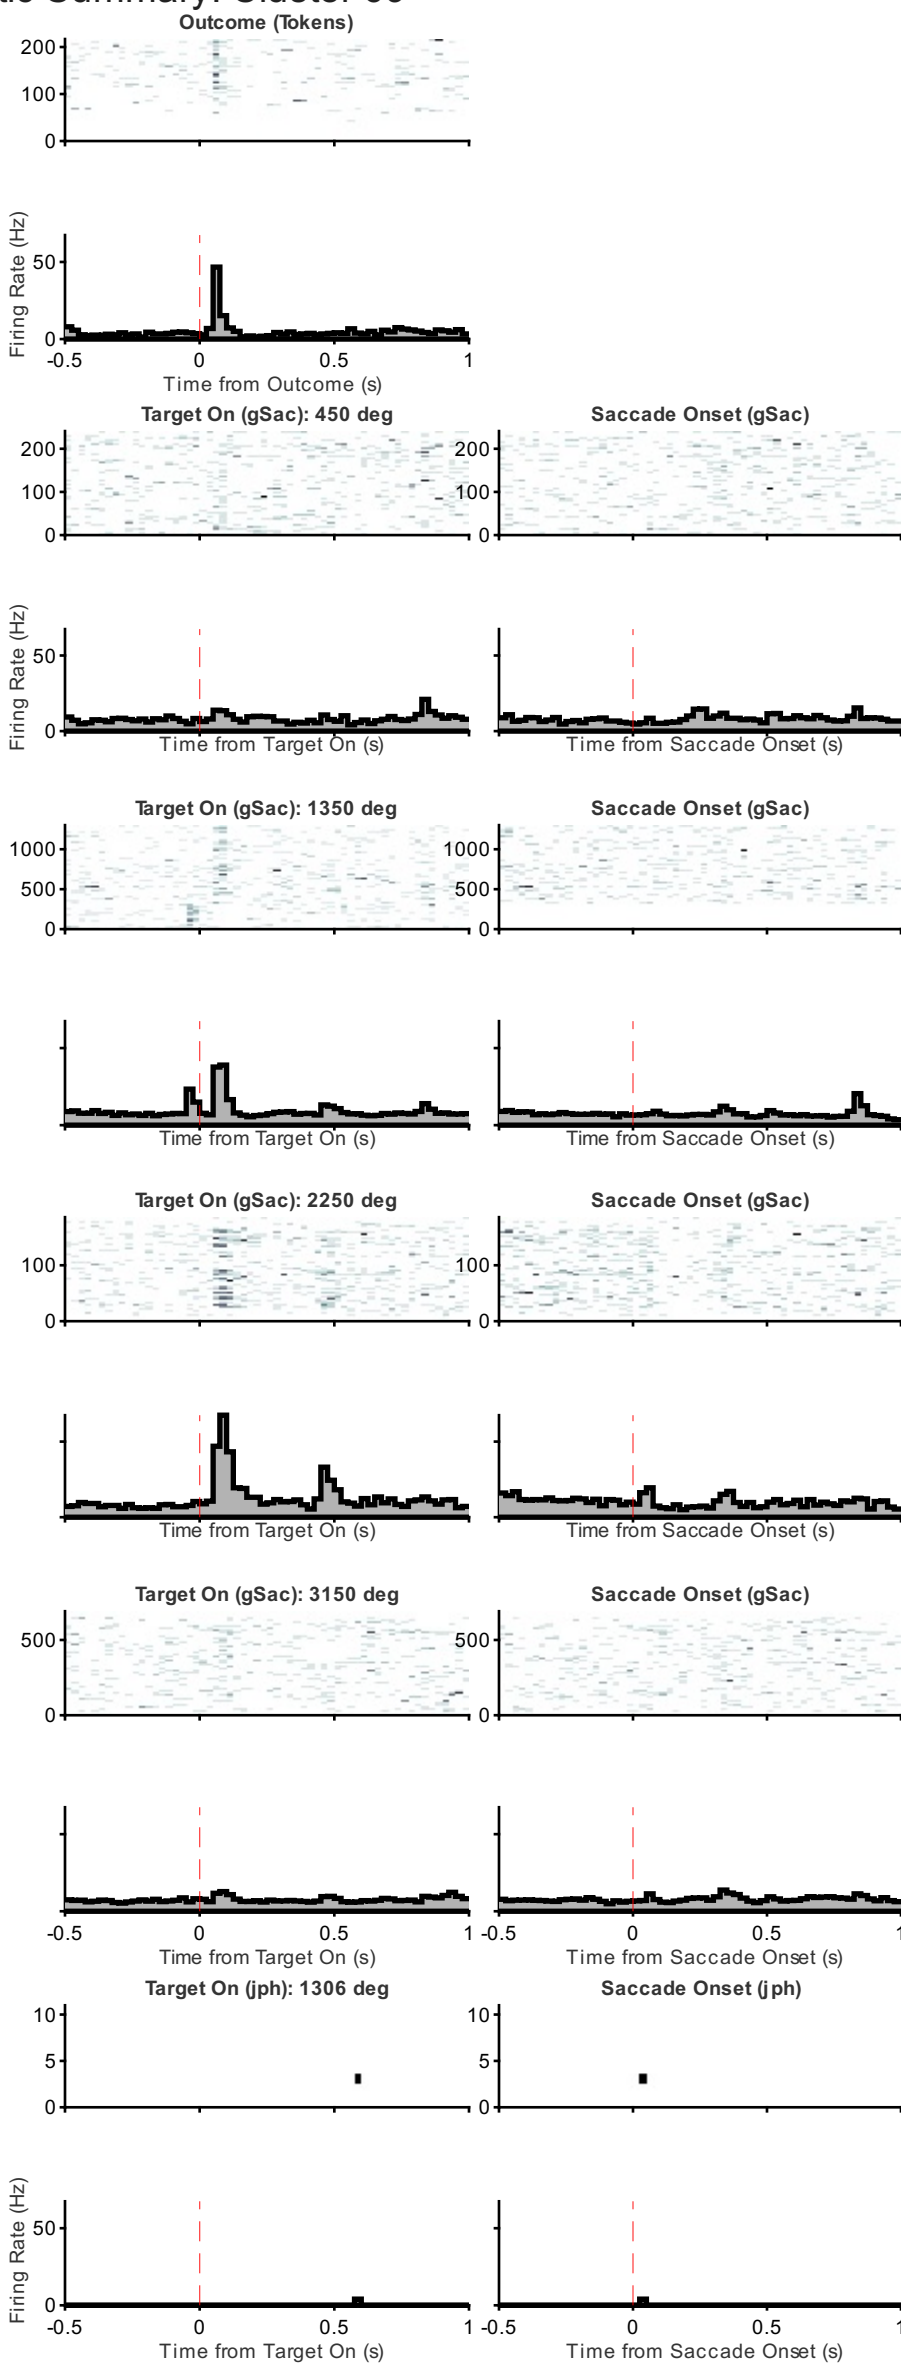 Summary: Cluster
Outcome (Tokens)
200
100
0
Firing Rate (Hz)
50
0
-0.5 0 0.5 1
Time from Outcome (s)
Target On (gSac): 450 deg Saccade Onset (gSac)
200 200
100 100
0 0
Firing Rate (Hz)
50
0
Time from Target On (s) Time from Saccade Onset (s)
Target On (gSac): 1350 deg Saccade Onset (gSac)
1000 1000
500 500
0 0
Time from Target On (s) Time from Saccade Onset (s)
Target On (gSac): 2250 deg Saccade Onset (gSac)
100 100
0 0
Time from Target On (s) Time from Saccade Onset (s)
Target On (gSac): 3150 deg Saccade Onset (gSac)
500 500
0 0
-0.5 0 0.5 1 -0.5 0 0.5 1
Time from Target On (s) Time from Saccade Onset (s)
Target On (jph): 1306 deg Saccade Onset (jph)
10 10
5 5
0 0
Firing Rate (Hz)
50
0
-0.5 0 0.5 1 -0.5 0 0.5 1
Time from Target On (s) Time from Saccade Onset (s)